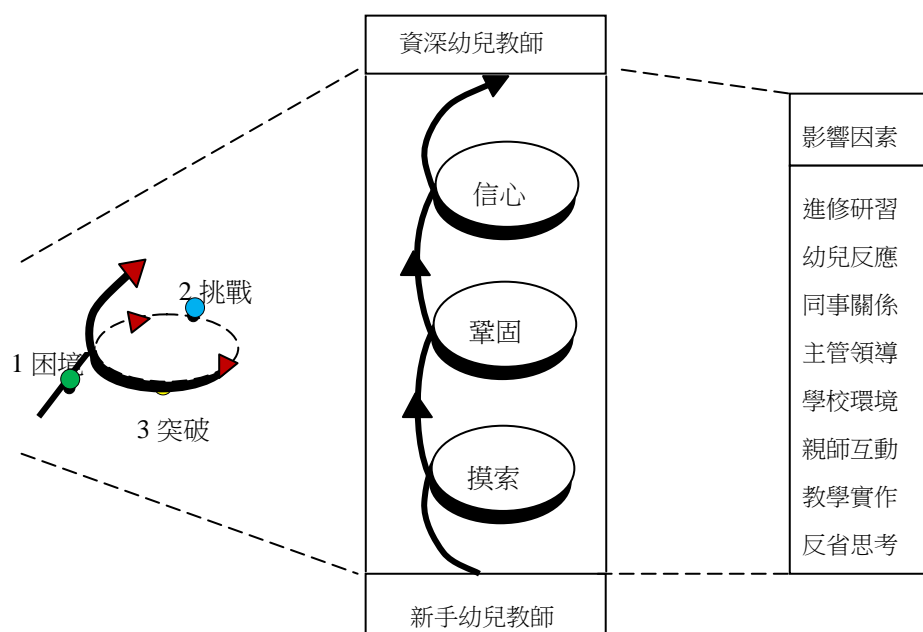 資深幼兒教師
影響因素
信心
進修研習
幼兒反應
2 挑戰
同事關係
鞏固
主管領導
1 困境
學校環境
3 突破
親師互動
摸索
教學實作
反省思考
新手幼兒教師